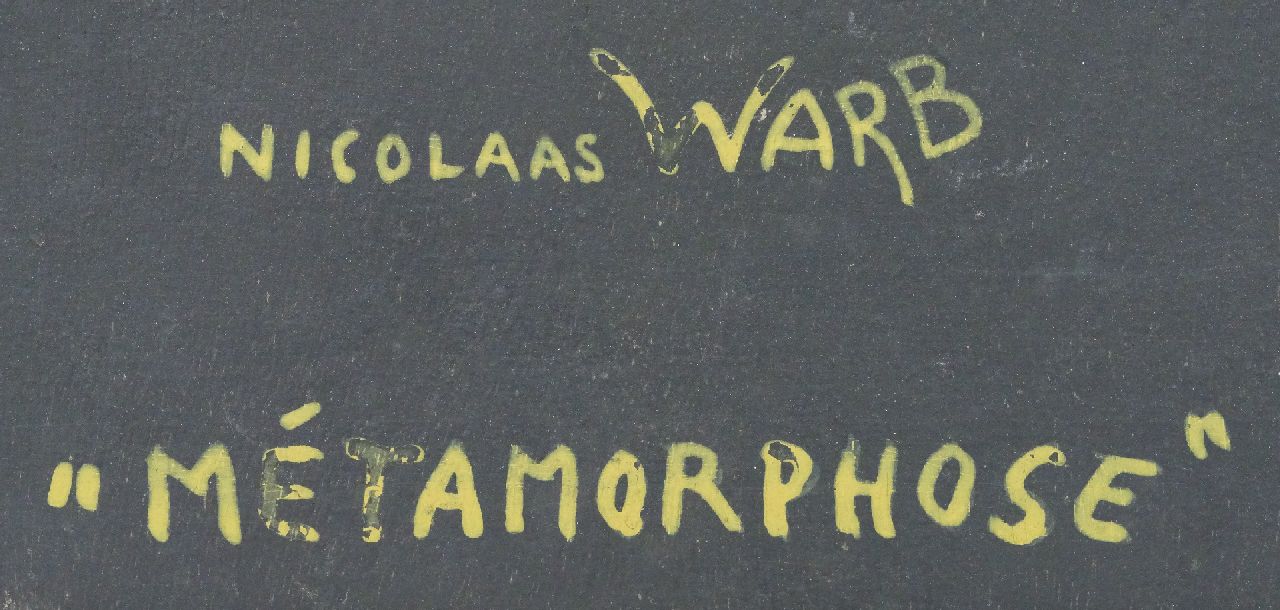 NICOLAAS WARB
"MÉTAMORPHOSE"